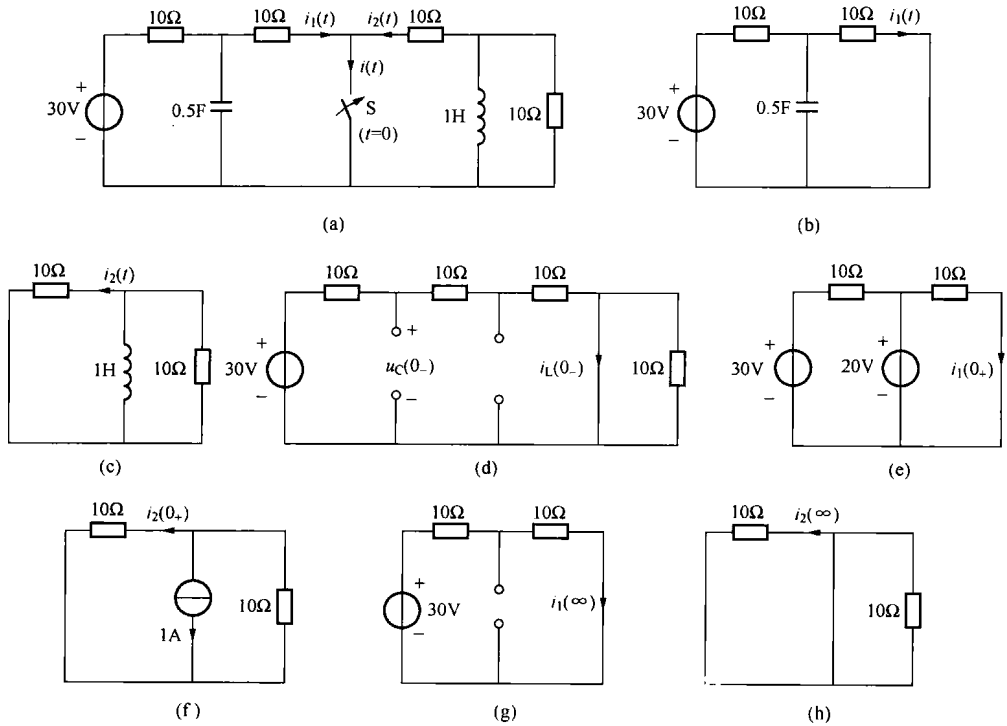 10Ω 10Ω i₁(t) i₂(t) 10Ω
+ 30V − 0.5F i(t) S (t=0) 1H 10Ω
(a)
10Ω 10Ω i₁(t)
+ 30V − 0.5F
(b)
10Ω i₂(t)
1H 10Ω
(c)
10Ω 10Ω 10Ω
+ 30V − + u_C(0₋) − i_L(0₋) 10Ω
(d)
10Ω 10Ω
+ 30V − + 20V − i₁(0₊)
(e)
10Ω i₂(0₊)
1A 10Ω
(f)
10Ω 10Ω
+ 30V − i₁(∞)
(g)
10Ω i₂(∞)
10Ω
(h)